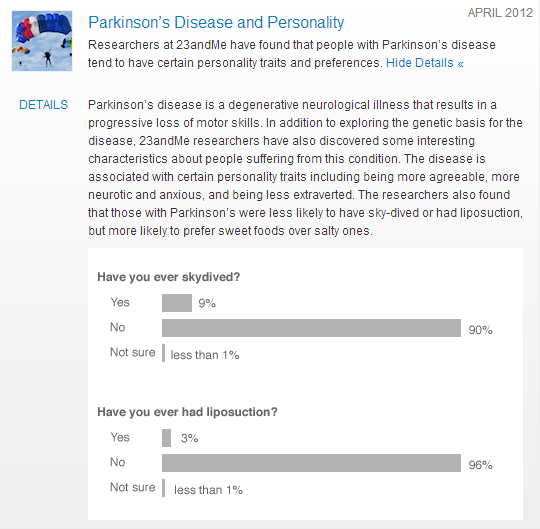 APRIL 2012
Parkinson's Disease and Personality
Researchers at 23andMe have found that people with Parkinson's disease
tend to have certain personality traits and preferences. Hide Details «
DETAILS
Parkinson's disease is a degenerative neurological illness that results in a
progressive loss of motor skills. In addition to exploring the genetic basis for the
disease, 23andMe researchers have also discovered some interesting
characteristics about people suffering from this condition. The disease is
associated with certain personality traits including being more agreeable, more
neurotic and anxious, and being less extraverted. The researchers also found
that those with Parkinson's were less likely to have sky-dived or had liposuction,
but more likely to prefer sweet foods over salty ones.
Have you ever skydived?
Yes 9%
No 90%
Not sure less than 1%
Have you ever had liposuction?
Yes 3%
No 96%
Not sure less than 1%